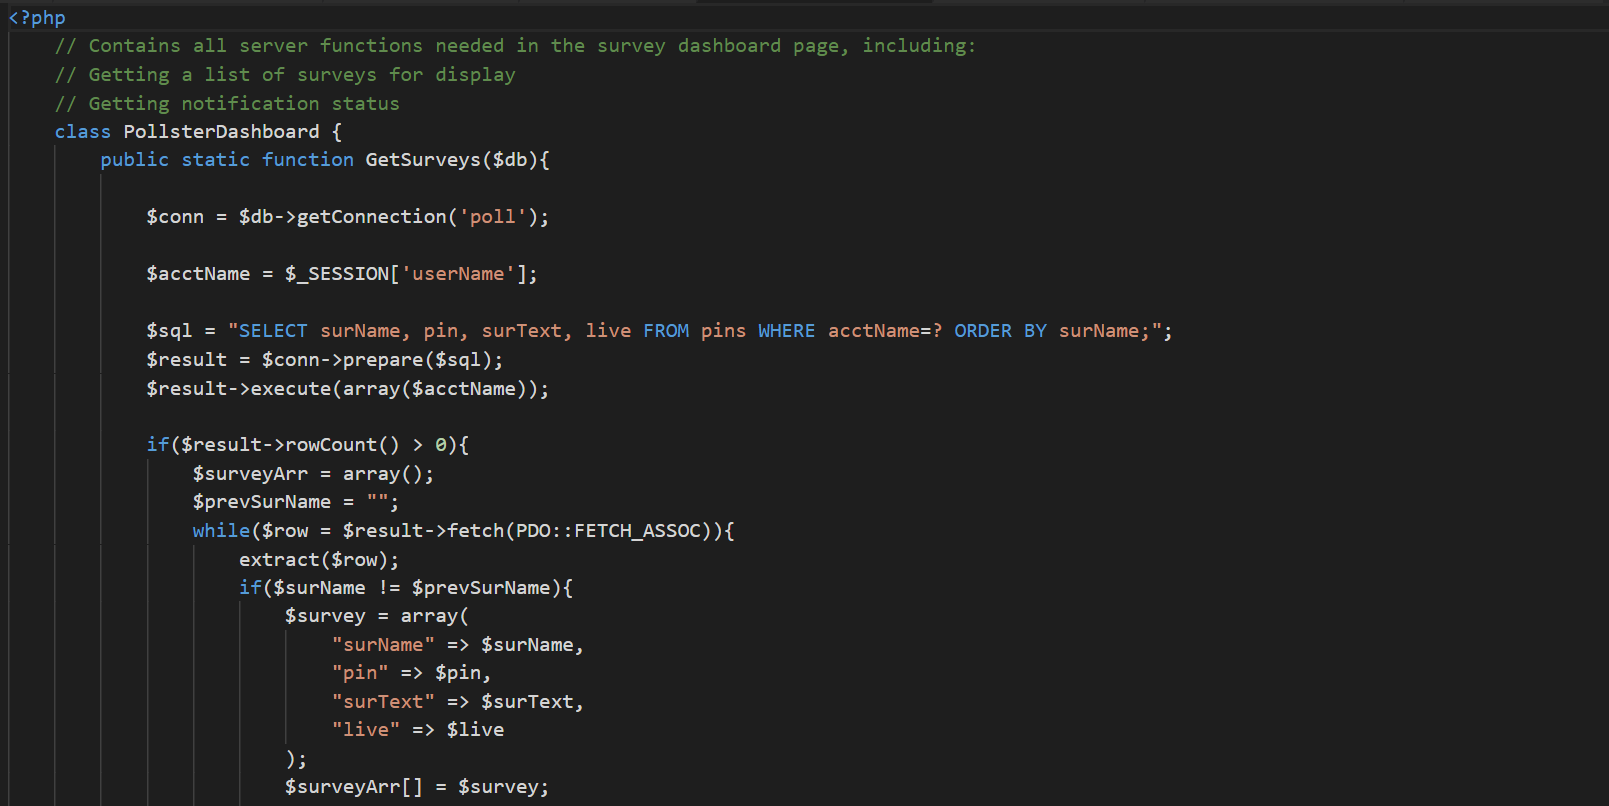 <?php
// Contains all server functions needed in the survey dashboard page, including:
// Getting a list of surveys for display
// Getting notification status
class PollsterDashboard {
public static function GetSurveys($db){
$conn = $db->getConnection('poll');
$acctName = $_SESSION['userName'];
$sql = "SELECT surName, pin, surText, live FROM pins WHERE acctName=? ORDER BY surName;";
$result = $conn->prepare($sql);
$result->execute(array($acctName));
if($result->rowCount() > 0){
$surveyArr = array();
$prevSurName = "";
while($row = $result->fetch(PDO::FETCH_ASSOC)){
extract($row);
if($surName != $prevSurName){
$survey = array(
"surName" => $surName,
"pin" => $pin,
"surText" => $surText,
"live" => $live
);
$surveyArr[] = $survey;